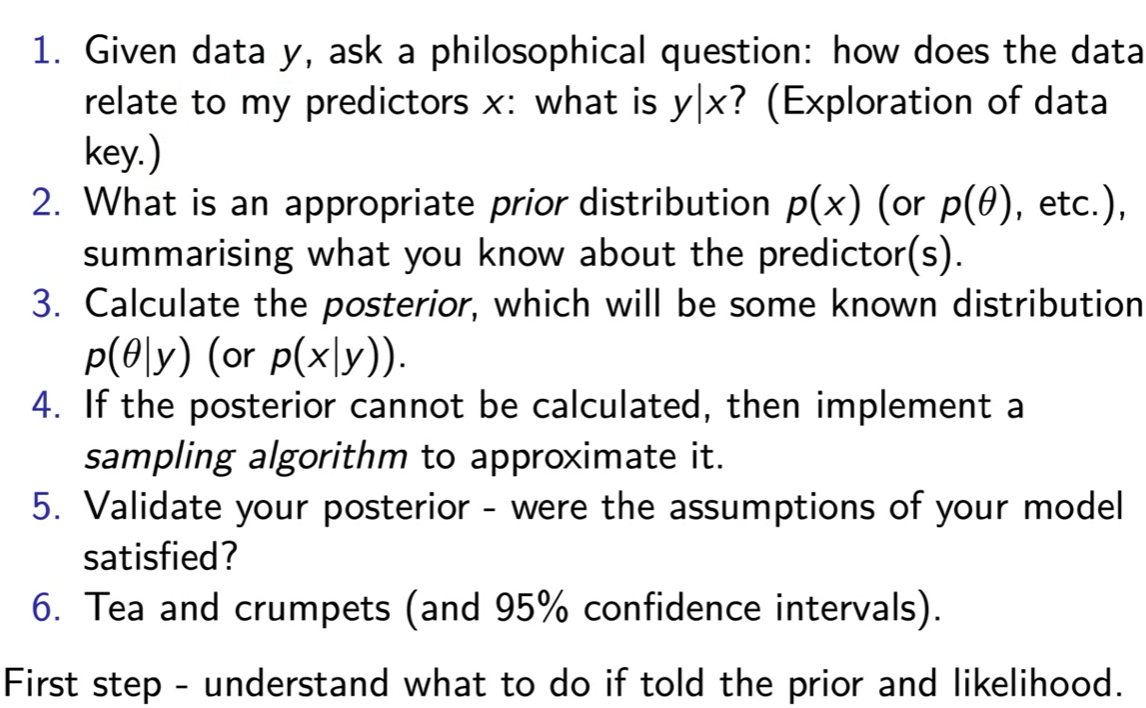 1. Given data y, ask a philosophical question: how does the data
relate to my predictors x: what is y|x? (Exploration of data
key.)
2. What is an appropriate prior distribution p(x) (or p(θ), etc.),
summarising what you know about the predictor(s).
3. Calculate the posterior, which will be some known distribution
p(θ|y) (or p(x|y)).
4. If the posterior cannot be calculated, then implement a
sampling algorithm to approximate it.
5. Validate your posterior - were the assumptions of your model
satisfied?
6. Tea and crumpets (and 95% confidence intervals).
First step - understand what to do if told the prior and likelihood.